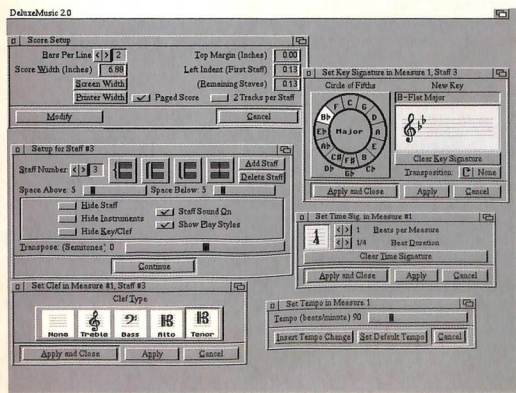 DeluxeMusic 2.0
Score Setup
Bars Per Line 2
Top Margin (Inches) 0.00
Score Width (Inches) 6.88
Left Indent (First Staff) 0.13
Screen Width
(Remaining Staves) 0.13
Printer Width Paged Score 2 Tracks per Staff
Modify Cancel
Setup for Staff #3
Staff Number: 3
Add Staff
Delete Staff
Space Above: 5 Space Below: 5
Hide Staff
Hide Instruments
Hide Key/Clef
Staff Sound On
Show Play Styles
Transpose (Semitones) 0
Continue
Set Clef in Measure #1, Staff #3
Clef Type
None Treble Bass Alto Tenor
Apply and Close Apply Cancel
Set Key Signature in Measure 1, Staff 3
Circle of Fifths New Key
B-Flat Major
C G D A E B F# C# Ab Eb Bb F
Major
Db Gb Cb
Clear Key Signature
Transposition: None
Apply and Close Apply Cancel
Set Time Sig. in Measure #1
1 Beats per Measure
1/4 Beat Duration
Clear Time Signature
Apply and Close Apply Cancel
Set Tempo in Measure 1
Tempo (beats/minute) 90
Insert Tempo Change Set Default Tempo Cancel